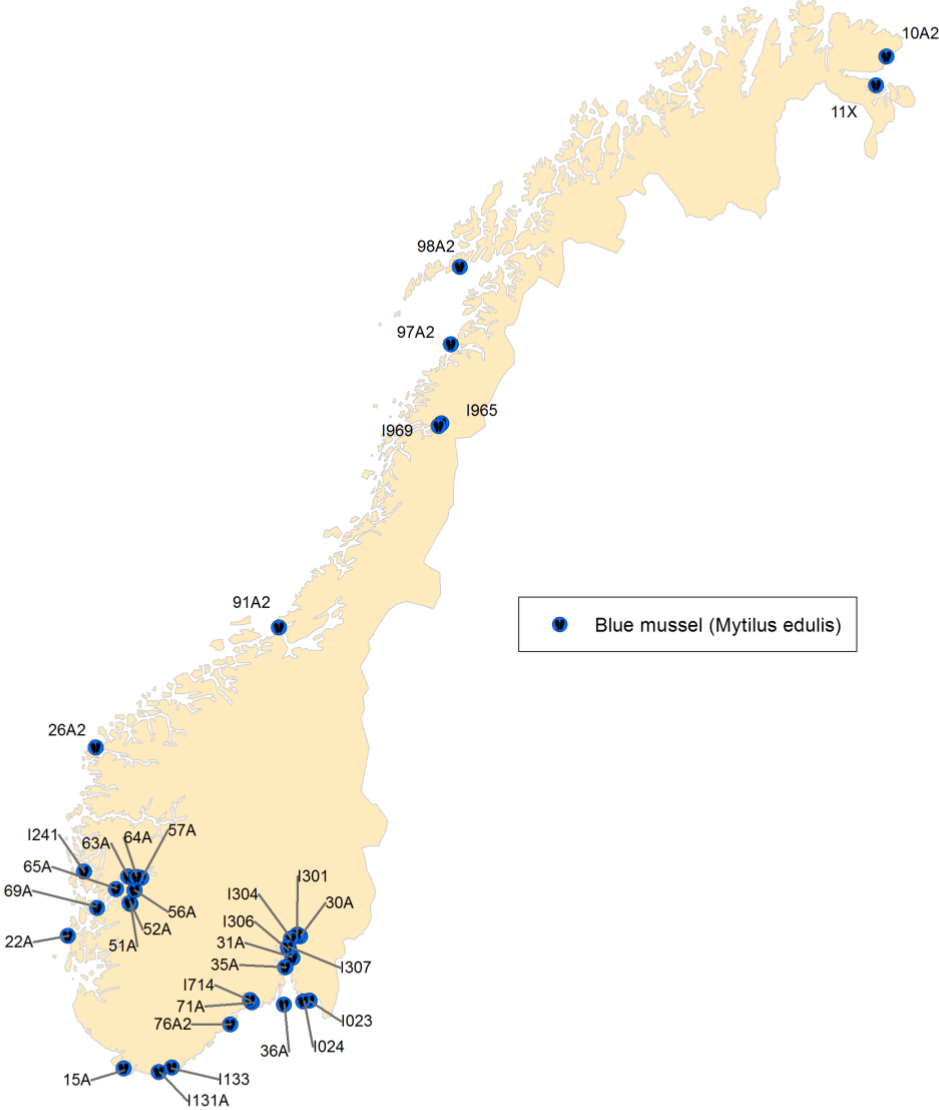 10A2
11X
98A2
97A2
I965
I969
91A2
Blue mussel (Mytilus edulis)
26A2
I241
63A
64A
57A
65A
69A
56A
52A
22A
51A
I301
I304
30A
I306
31A
35A
I307
I714
71A
76A2
I023
I024
36A
15A
I133
I131A